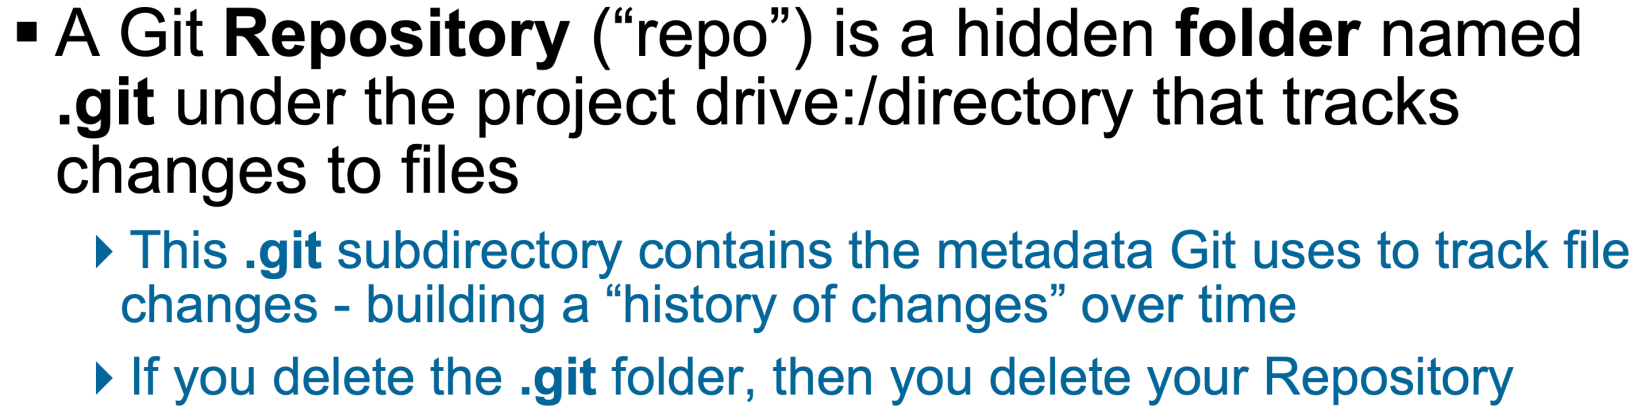 ▪ A Git Repository (“repo”) is a hidden folder named
.git under the project drive:/directory that tracks
changes to files
▸ This .git subdirectory contains the metadata Git uses to track file
changes - building a “history of changes” over time
▸ If you delete the .git folder, then you delete your Repository